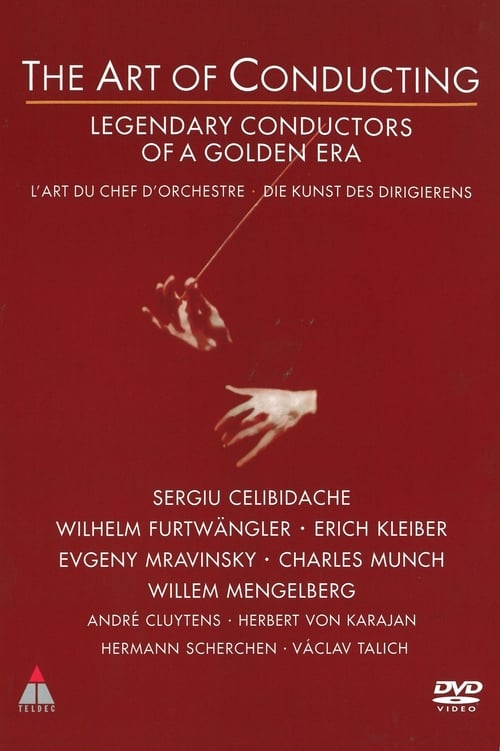 THE ART OF CONDUCTING
LEGENDARY CONDUCTORS
OF A GOLDEN ERA
L'ART DU CHEF D'ORCHESTRE · DIE KUNST DES DIRIGIERENS
SERGIU CELIBIDACHE
WILHELM FURTWÄNGLER · ERICH KLEIBER
EVGENY MRAVINSKY · CHARLES MUNCH
WILLEM MENGELBERG
ANDRÉ CLUYTENS · HERBERT VON KARAJAN
HERMANN SCHERCHEN · VÁCLAV TALICH
TELDEC
DVD
VIDEO